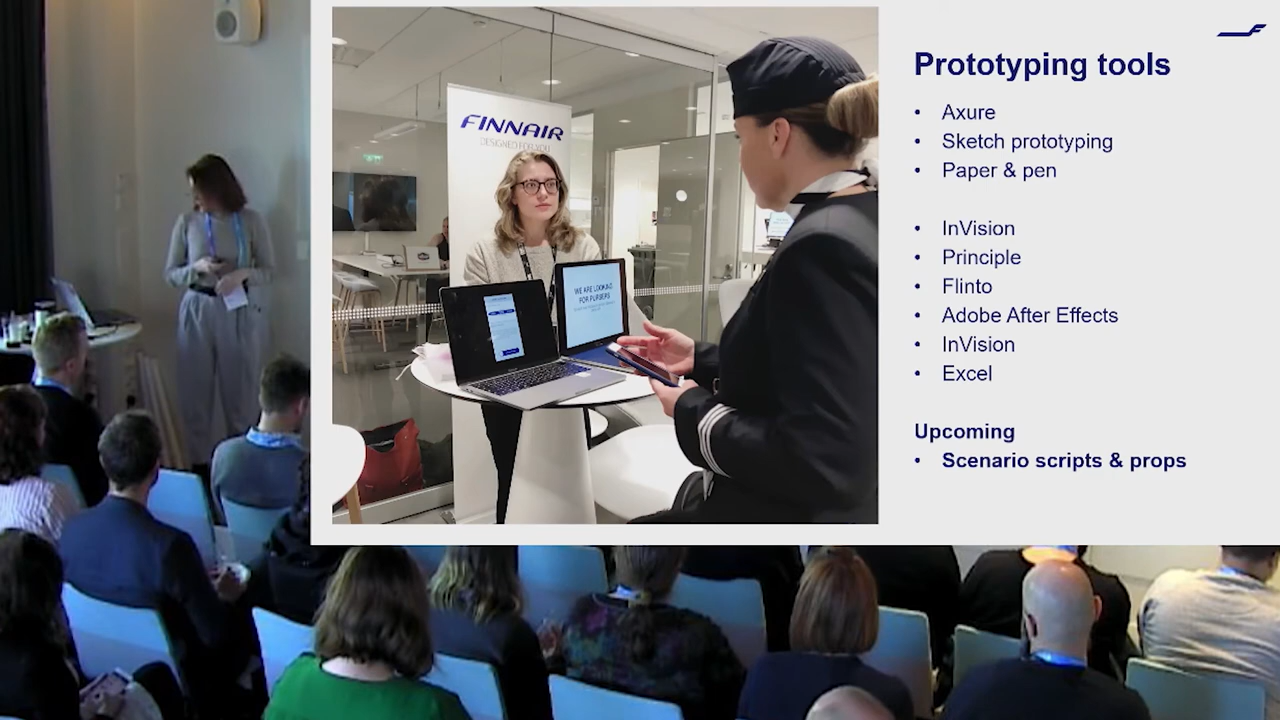 FINNAIR
DESIGNED FOR YOU
WE ARE LOOKING
FOR PURSERS
Prototyping tools
• Axure
• Sketch prototyping
• Paper & pen
• InVision
• Principle
• Flinto
• Adobe After Effects
• InVision
• Excel
Upcoming
• Scenario scripts & props